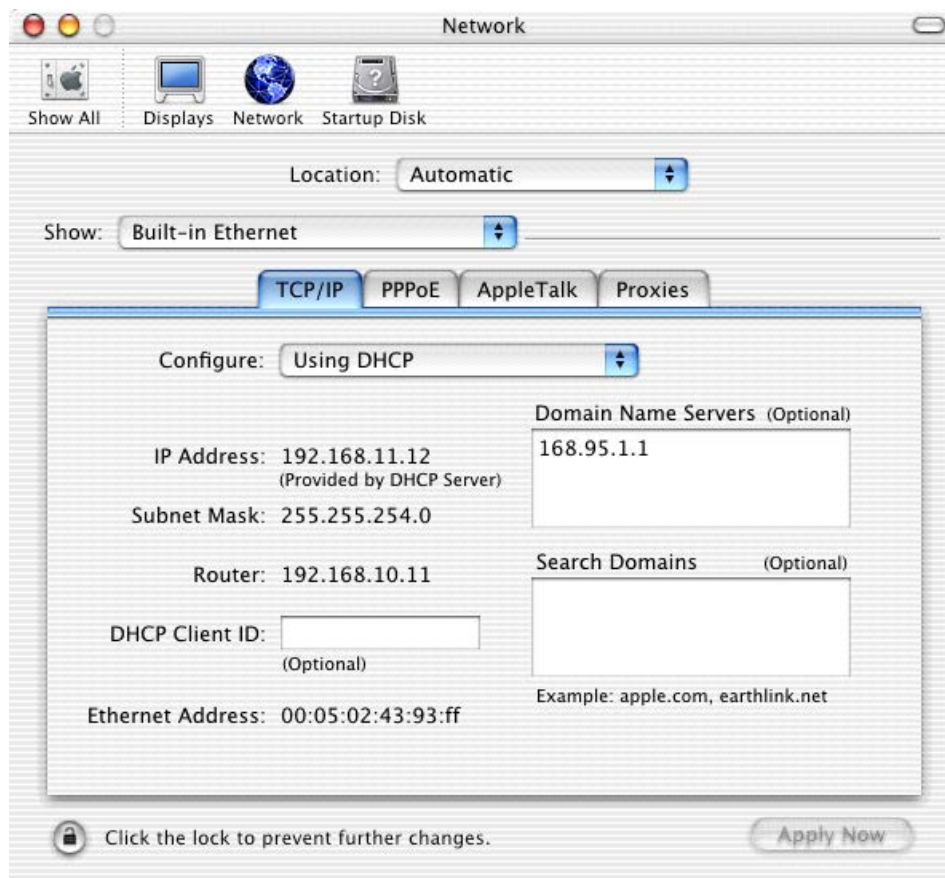 Network
Show All Displays Network Startup Disk
Location: Automatic
Show: Built-in Ethernet
TCP/IP PPPoE AppleTalk Proxies
Configure: Using DHCP
Domain Name Servers (Optional)
168.95.1.1
IP Address: 192.168.11.12
(Provided by DHCP Server)
Subnet Mask: 255.255.254.0
Search Domains (Optional)
Router: 192.168.10.11
DHCP Client ID:
(Optional)
Example: apple.com, earthlink.net
Ethernet Address: 00:05:02:43:93:ff
Click the lock to prevent further changes.
Apply Now